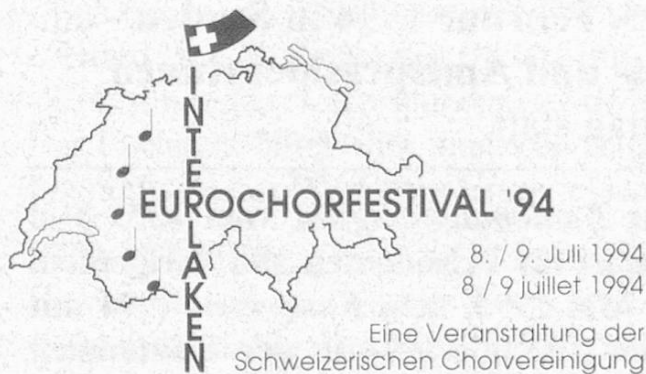 INTERLAKEN
EUROCHORFESTIVAL '94
8. / 9. Juli 1994
8 / 9 juillet 1994
Eine Veranstaltung der
Schweizerischen Chorvereinigung